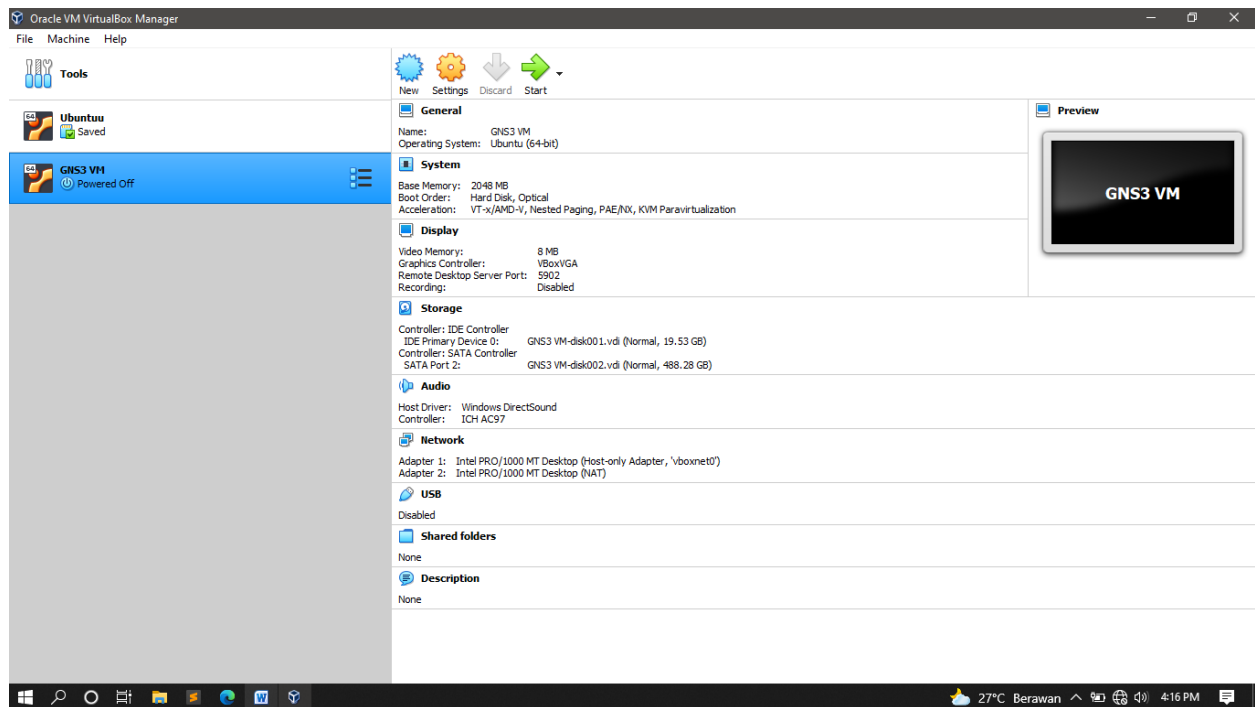 Oracle VM VirtualBox Manager
File Machine Help
Tools
New Settings Discard Start
64
Ubuntuu
Saved
64
GNS3 VM
Powered Off
General
Name: GNS3 VM
Operating System: Ubuntu (64-bit)
System
Base Memory: 2048 MB
Boot Order: Hard Disk, Optical
Acceleration: VT-x/AMD-V, Nested Paging, PAE/NX, KVM Paravirtualization
Display
Video Memory: 8 MB
Graphics Controller: VBoxVGA
Remote Desktop Server Port: 5902
Recording: Disabled
Storage
Controller: IDE Controller
IDE Primary Device 0: GNS3 VM-disk001.vdi (Normal, 19.53 GB)
Controller: SATA Controller
SATA Port 2: GNS3 VM-disk002.vdi (Normal, 488.28 GB)
Audio
Host Driver: Windows DirectSound
Controller: ICH AC97
Network
Adapter 1: Intel PRO/1000 MT Desktop (Host-only Adapter, 'vboxnet0')
Adapter 2: Intel PRO/1000 MT Desktop (NAT)
USB
Disabled
Shared folders
None
Description
None
Preview
GNS3 VM
W
27°C Berawan
4:16 PM